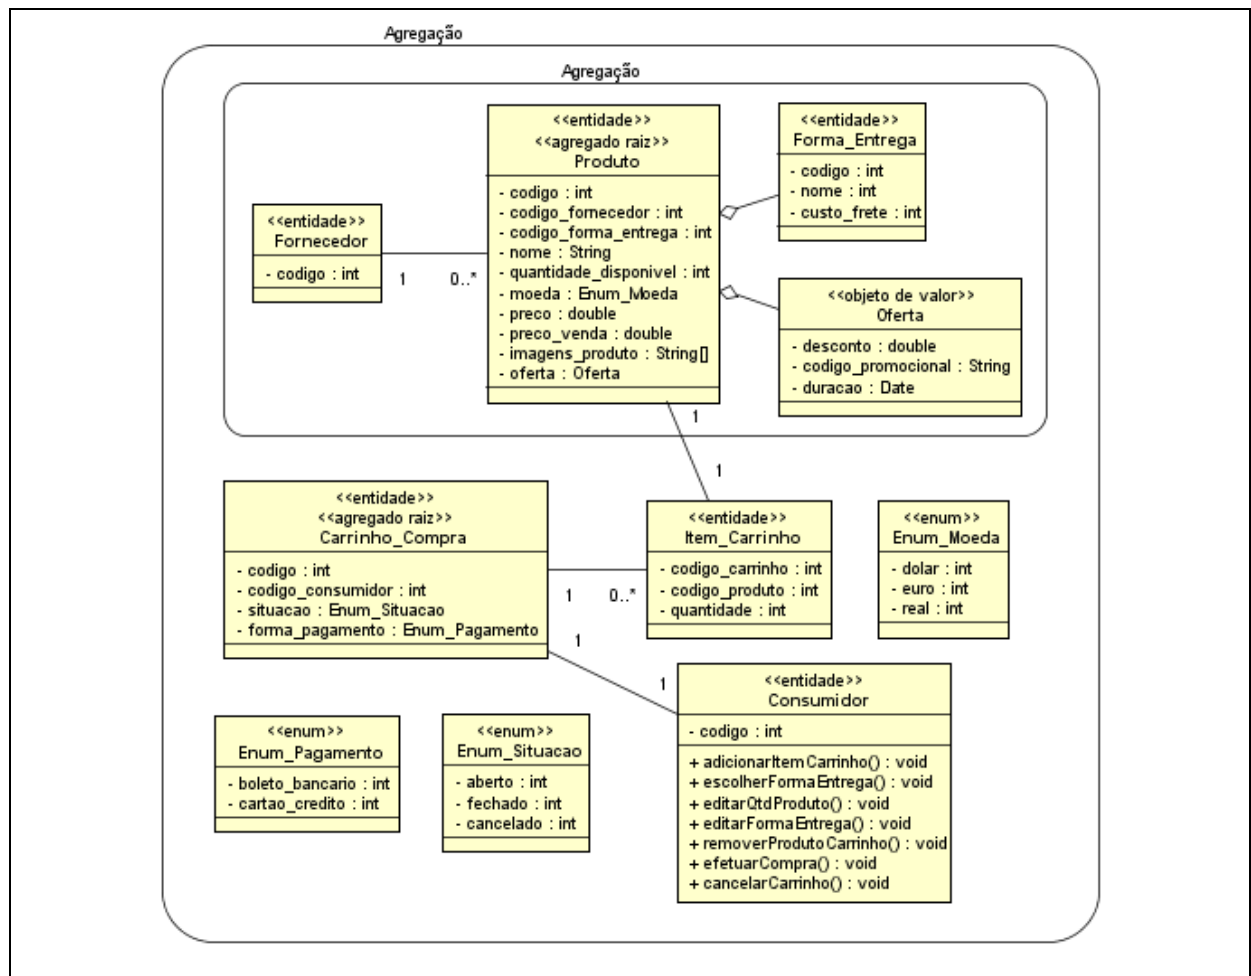 Agregação
Agregação
<<entidade>>
<<agregado raiz>>
Produto
- codigo : int
- codigo_fornecedor : int
- codigo_forma_entrega : int
- nome : String
- quantidade_disponivel : int
- moeda : Enum_Moeda
- preco : double
- preco_venda : double
- imagens_produto : String[]
- oferta : Oferta
<<entidade>>
Forma_Entrega
- codigo : int
- nome : int
- custo_frete : int
<<entidade>>
Fornecedor
- codigo : int
1
0..*
<<objeto de valor>>
Oferta
- desconto : double
- codigo_promocional : String
- duracao : Date
1
1
<<entidade>>
<<agregado raiz>>
Carrinho_Compra
- codigo : int
- codigo_consumidor : int
- situacao : Enum_Situacao
- forma_pagamento : Enum_Pagamento
1
0..*
<<entidade>>
Item_Carrinho
- codigo_carrinho : int
- codigo_produto : int
- quantidade : int
<<enum>>
Enum_Moeda
- dolar : int
- euro : int
- real : int
1
1
<<entidade>>
Consumidor
- codigo : int
+ adicionarItemCarrinho() : void
+ escolherFormaEntrega() : void
+ editarQtdProduto() : void
+ editarFormaEntrega() : void
+ removerProdutoCarrinho() : void
+ efetuarCompra() : void
+ cancelarCarrinho() : void
<<enum>>
Enum_Pagamento
- boleto_bancario : int
- cartao_credito : int
<<enum>>
Enum_Situacao
- aberto : int
- fechado : int
- cancelado : int